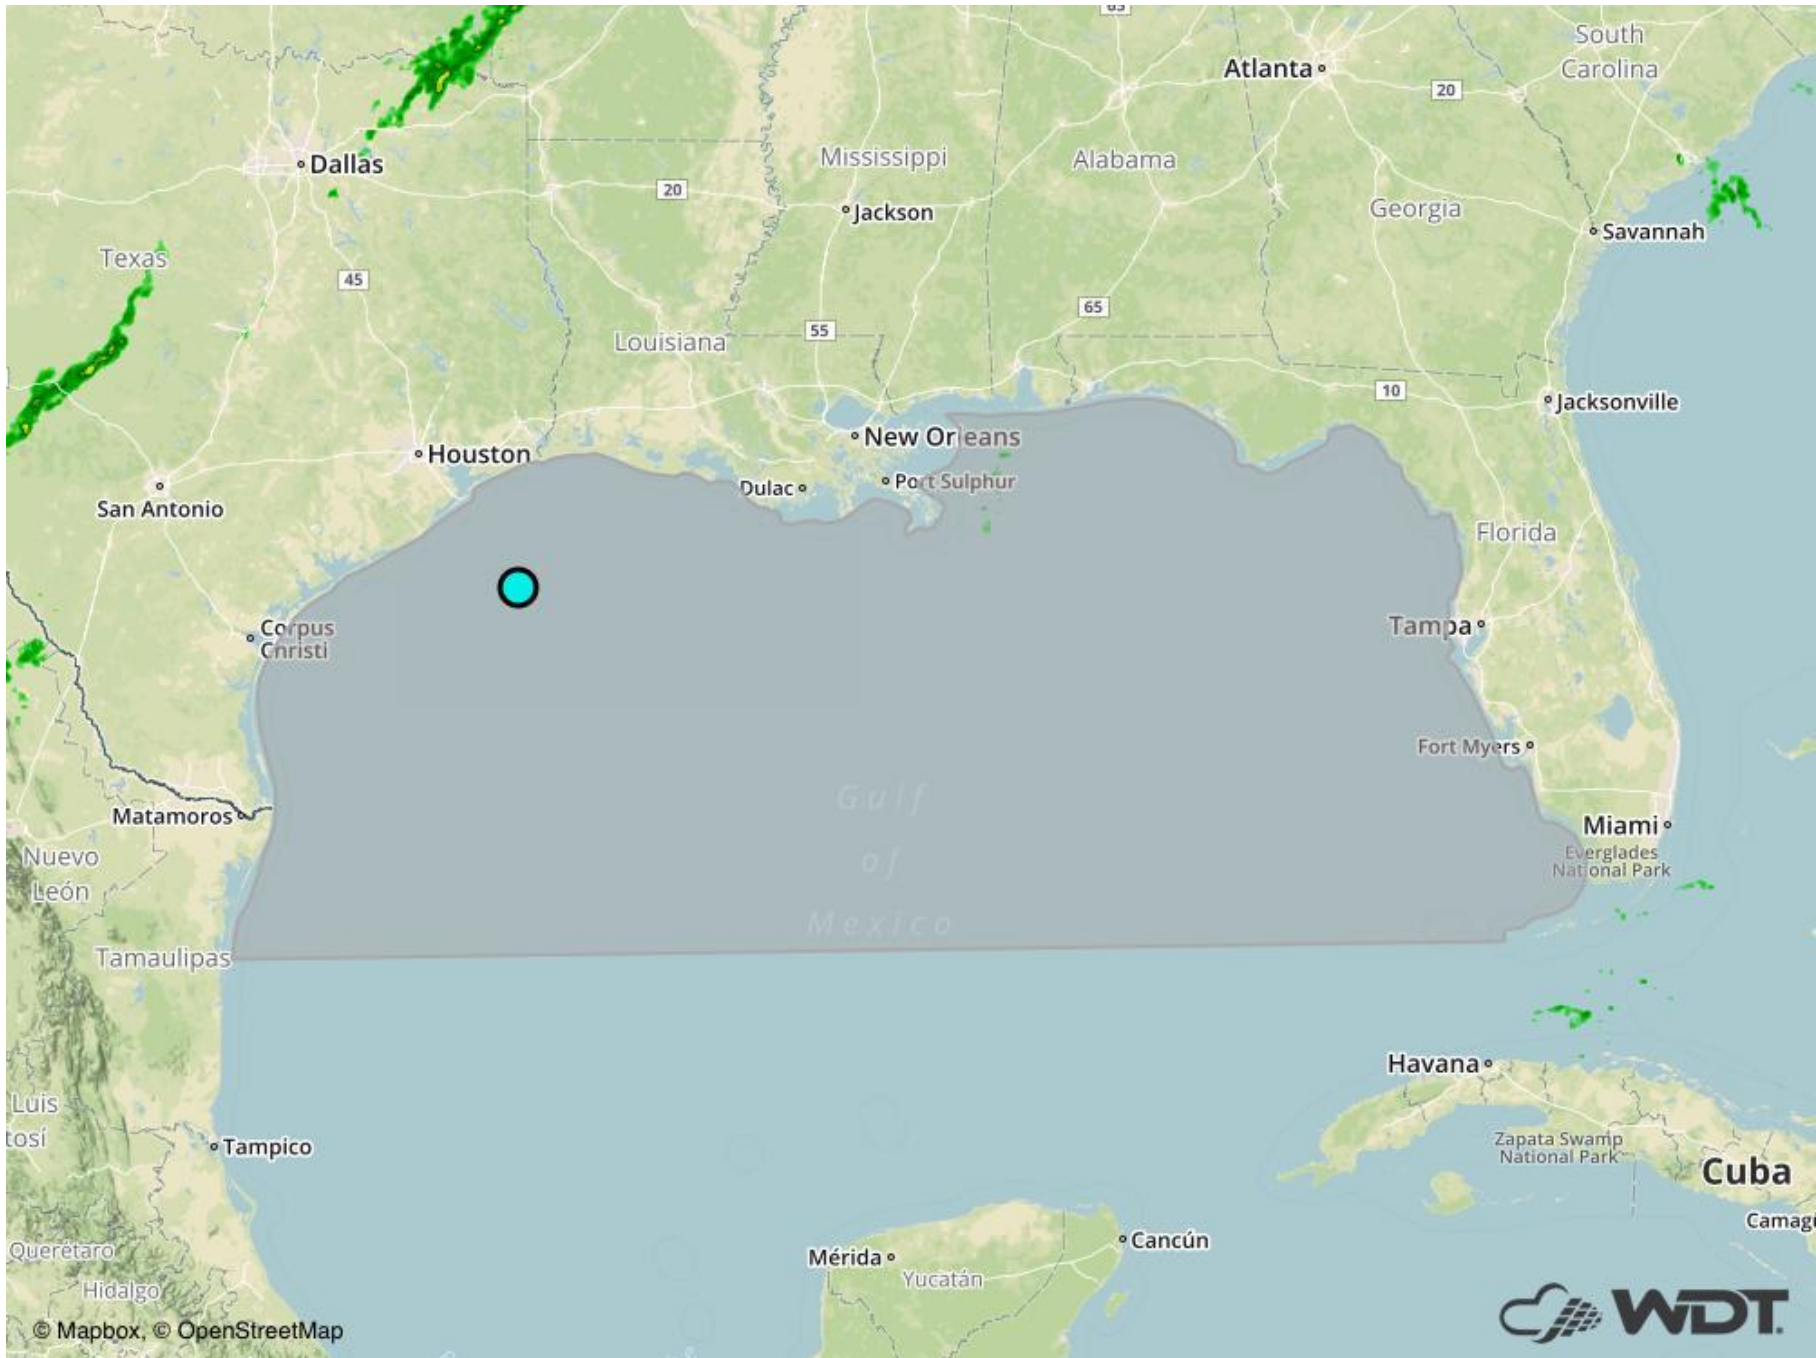 65
South
Carolina
Atlanta
20
Dallas
Mississippi
Alabama
20
Jackson
Georgia
Savannah
Texas
45
65
Louisiana
55
10
Jacksonville
New Orleans
Houston
Port Sulphur
Dulac
San Antonio
Florida
Corpus
Christi
Tampa
Fort Myers
Gulf
of
Mexico
Matamoros
Miami
Everglades
National Park
Nuevo
León
Tamaulipas
Havana
Luis
tosí
Tampico
Zapata Swamp
National Park
Cuba
Camagü
Cancún
Mérida
Yucatán
Querétaro
Hidalgo
© Mapbox, © OpenStreetMap
WDT